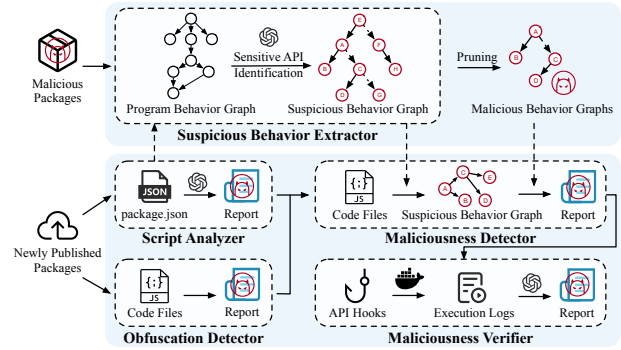 Malicious
Packages
Program Behavior Graph
Sensitive API
Identification
E
A
F
B
C
H
D
G
Suspicious Behavior Graph
Suspicious Behavior Extractor
Pruning
A
B
C
D
Malicious Behavior Graphs
Newly Published
Packages
JSON
package.json
Report
Script Analyzer
{;}
JS
Code Files
Report
Obfuscation Detector
{;}
JS
Code Files
C
E
A
B
D
Suspicious Behavior Graph
Report
Maliciousness Detector
API Hooks
Execution Logs
Report
Maliciousness Verifier